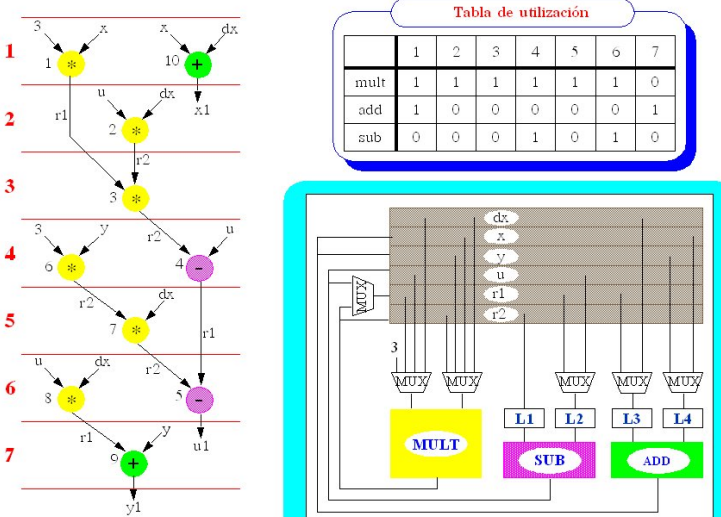 Tabla de utilización
1 2 3 4 5 6 7
mult 1 1 1 1 1 1 0
add 1 0 0 0 0 0 1
sub 0 0 0 1 0 1 0
1
3 x x dx
1 * 10 +
r1 x1
2
u dx
2 *
r2
3
3 *
r2
4
3 y u
6 * 4 -
r2 r1
5
dx
7 *
r2
6
u dx
8 * 5 -
r1 u1
7
y
9 +
y1
dx
x
y
u
r1
r2
MUX
3
MUX MUX MUX MUX MUX
L1 L2 L3 L4
MULT SUB ADD